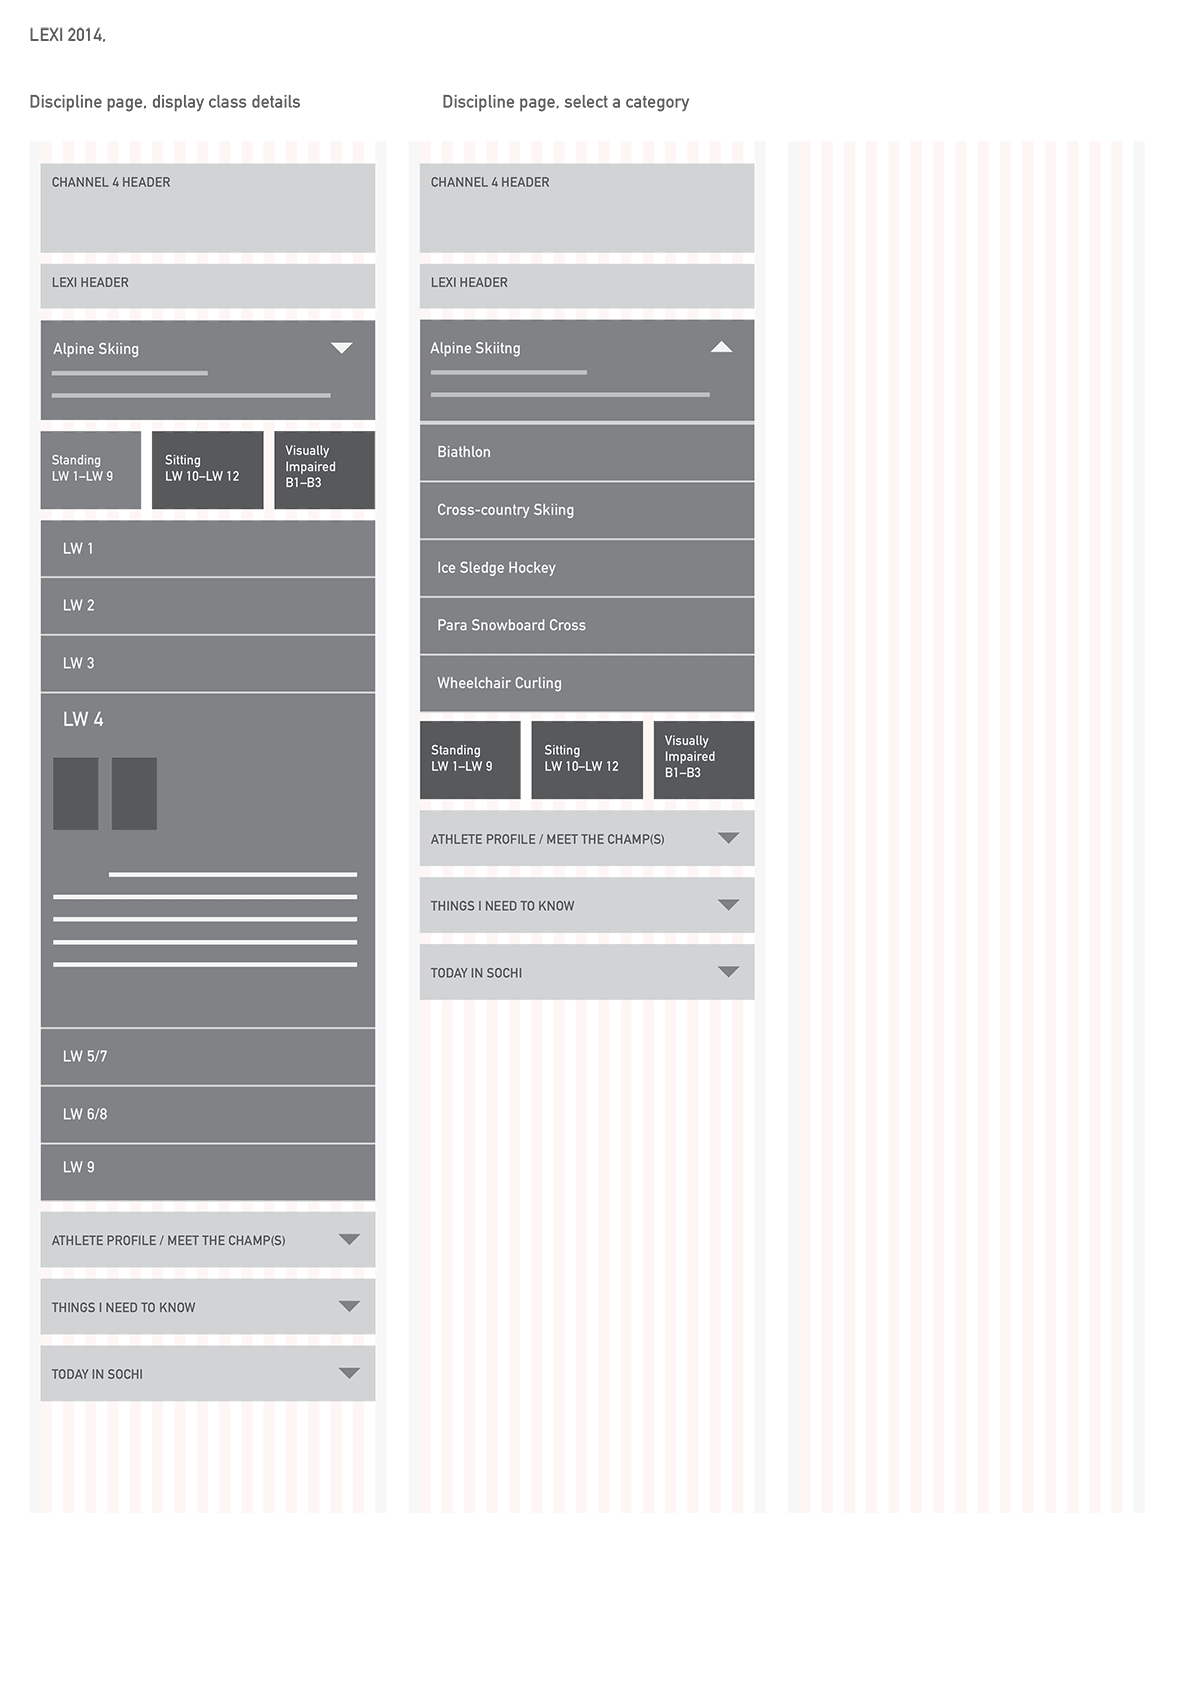 LEXI 2014,
Discipline page, display class details
Discipline page, select a category
CHANNEL 4 HEADER
LEXI HEADER
Alpine Skiing
Standing
LW 1–LW 9
Sitting
LW 10–LW 12
Visually
Impaired
B1–B3
LW 1
LW 2
LW 3
LW 4
LW 5/7
LW 6/8
LW 9
ATHLETE PROFILE / MEET THE CHAMP(S)
THINGS I NEED TO KNOW
TODAY IN SOCHI
CHANNEL 4 HEADER
LEXI HEADER
Alpine Skiitng
Biathlon
Cross-country Skiing
Ice Sledge Hockey
Para Snowboard Cross
Wheelchair Curling
Standing
LW 1–LW 9
Sitting
LW 10–LW 12
Visually
Impaired
B1–B3
ATHLETE PROFILE / MEET THE CHAMP(S)
THINGS I NEED TO KNOW
TODAY IN SOCHI